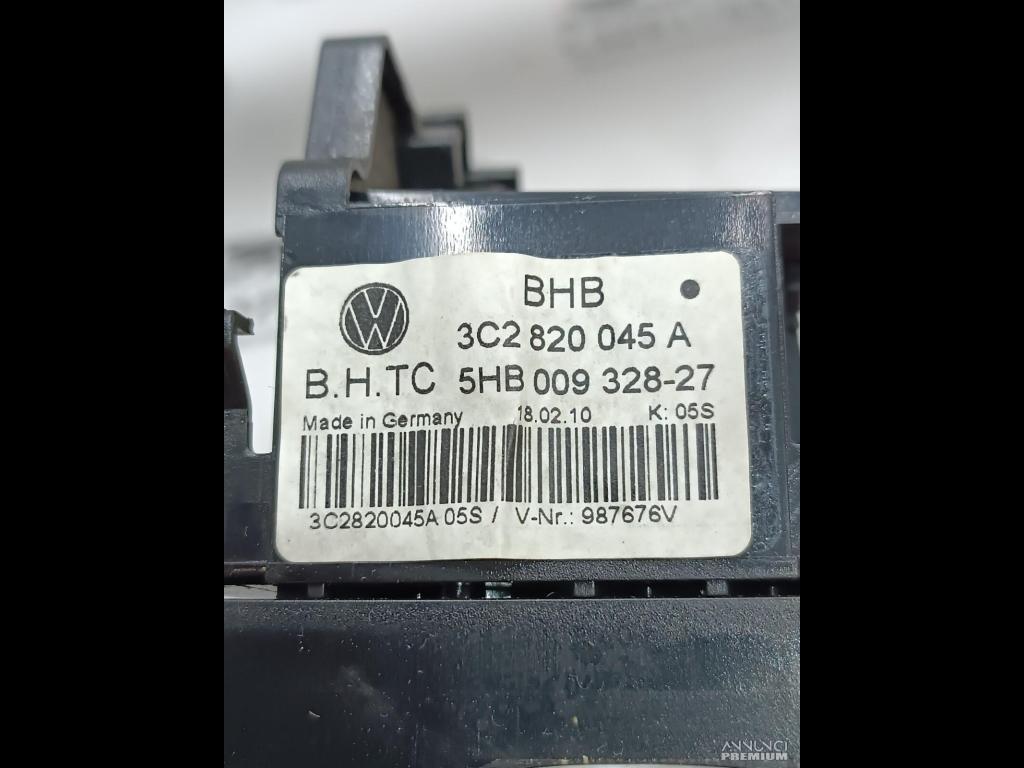 BHB
3C2 820 045 A
B.H.TC 5HB 009 328-27
Made in Germany 18.02.10 K: 05S
3C2820045A 05S / V-Nr.: 987676V
ANNUNCI
PREMIUM